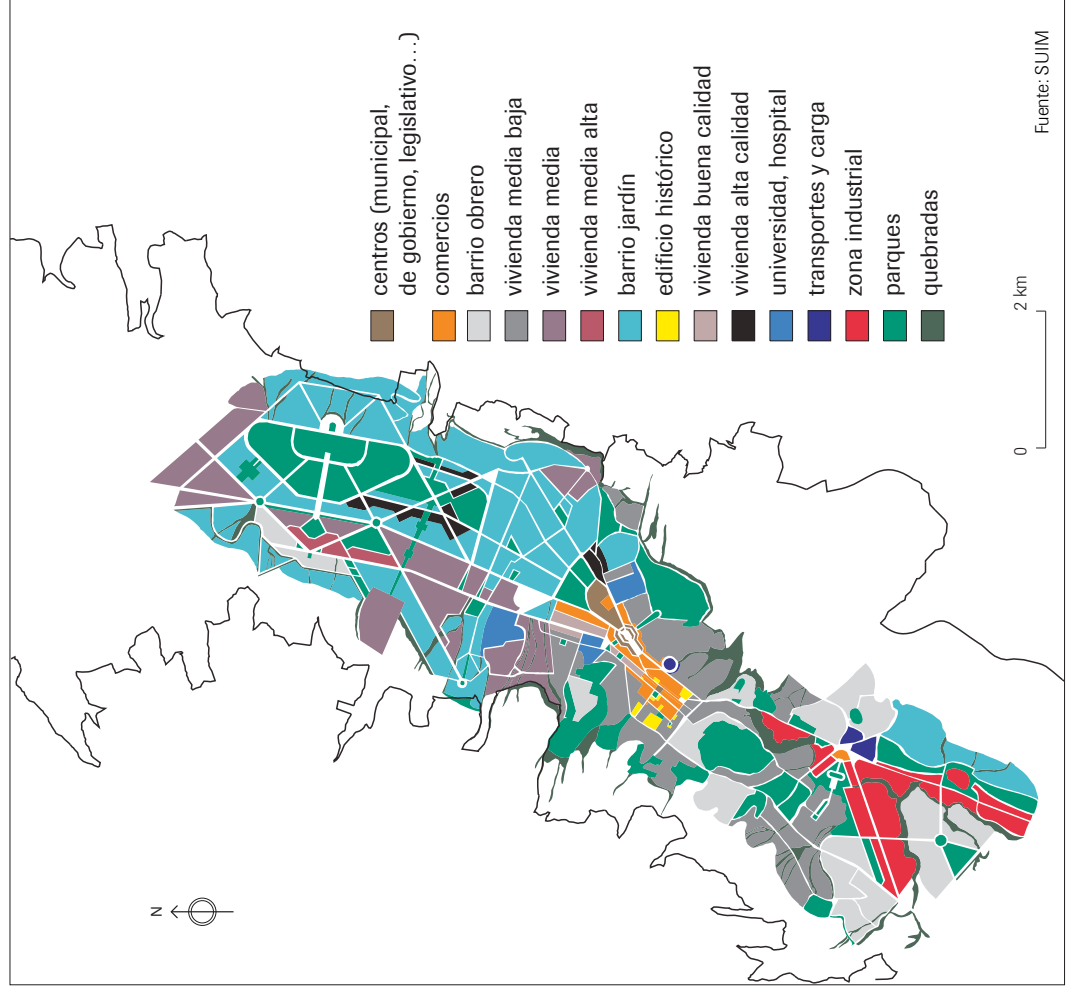 centros (municipal,
de gobierno, legislativo...)
comercios
barrio obrero
vivienda media baja
vivienda media
vivienda media alta
barrio jardín
edificio histórico
vivienda buena calidad
vivienda alta calidad
universidad, hospital
transportes y carga
zona industrial
parques
quebradas
N
0 2 km
Fuente: SUIM